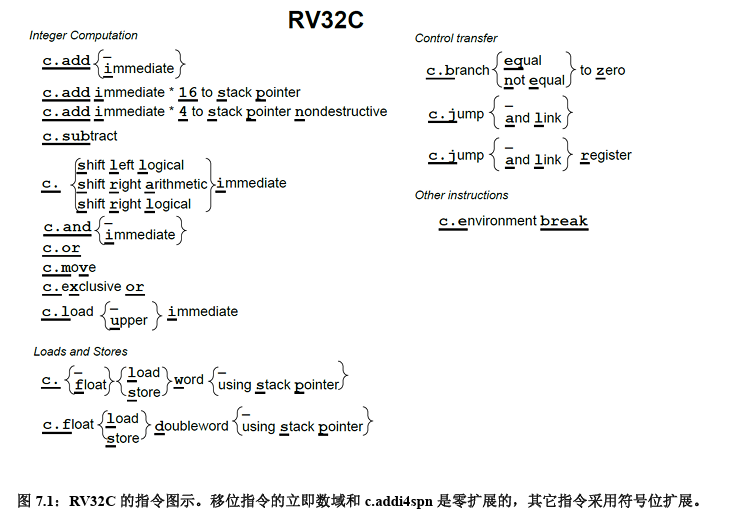 RV32C
Integer Computation
c.add { – immediate }
c.add immediate * 16 to stack pointer
c.add immediate * 4 to stack pointer nondestructive
c.subtract
c. { shift left logical
shift right arithmetic } immediate
shift right logical
c.and { – immediate }
c.or
c.move
c.exclusive or
c.load { – upper } immediate
Loads and Stores
c. { – float } { load store } word { – using stack pointer }
c.float { load store } doubleword { – using stack pointer }
Control transfer
c.branch { equal not equal } to zero
c.jump { – and link }
c.jump { – and link } register
Other instructions
c.environment break
图 7.1：RV32C 的指令图示。移位指令的立即数域和 c.addi4spn 是零扩展的，其它指令采用符号位扩展。